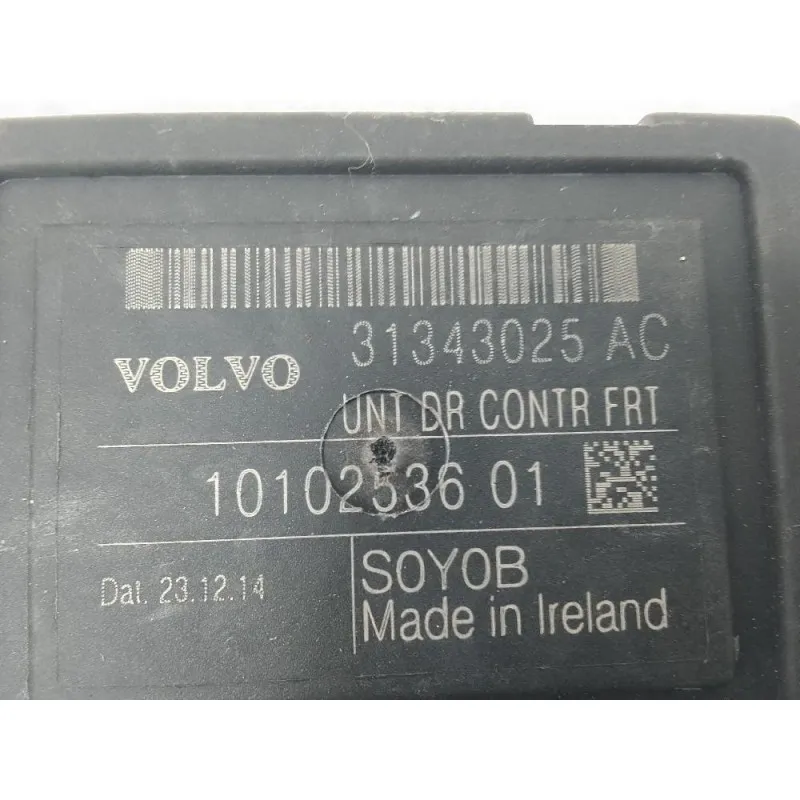 31343025 AC
VOLVO
UNT DR CONTR FRT
10102536 01
Dat. 23.12.14
S0Y0B
Made in Ireland